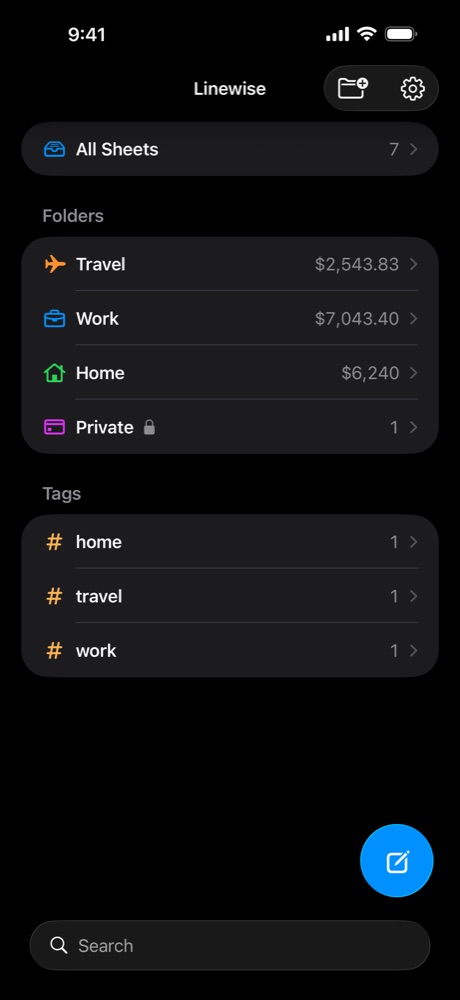 9:41
Linewise
All Sheets 7
Folders
Travel $2,543.83
Work $7,043.40
Home $6,240
Private 1
Tags
# home 1
# travel 1
# work 1
Search